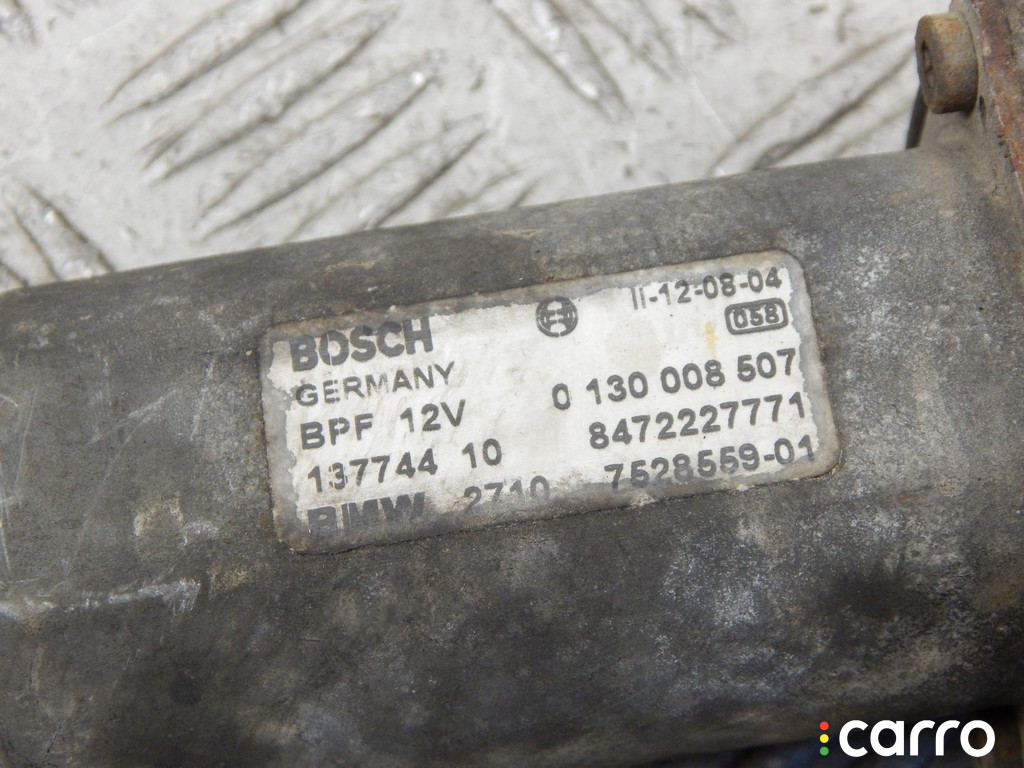 BOSCH II-12-08-04
GERMANY 058
BPF 12V 0 130 008 507
137744 10 8472227771
BMW 2710 7528559-01
carro